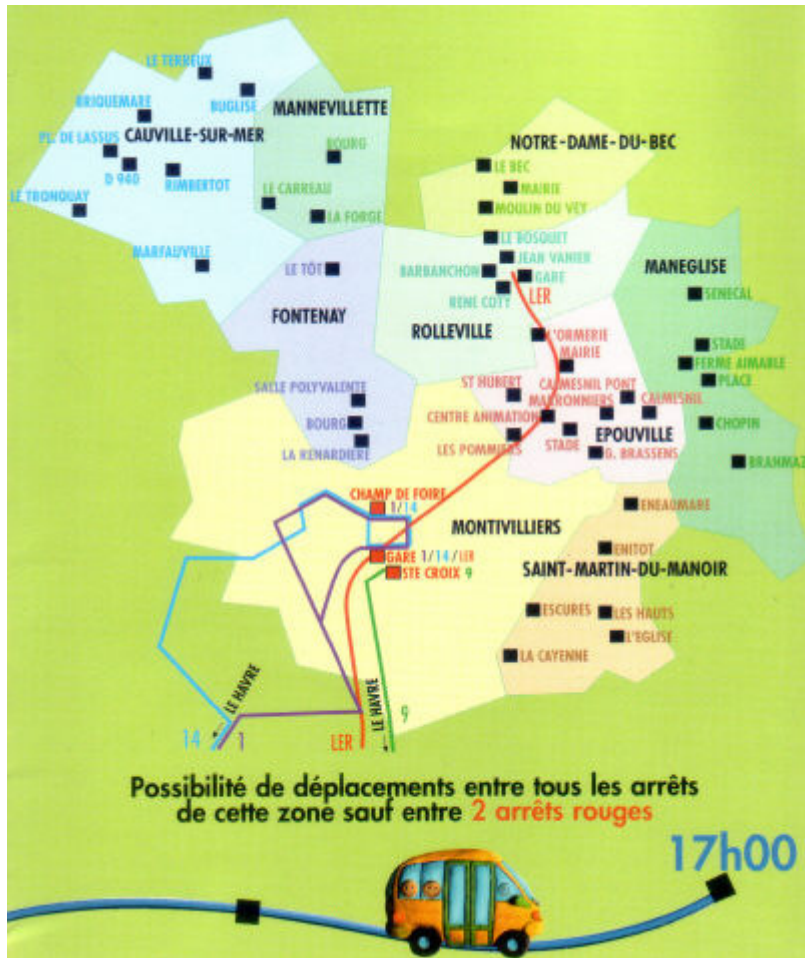 LE TERREUX
BUGLISE
BRIQUEMARE
MANNEVILLETTE
CAUVILLE-SUR-MER
PL. DE LASSUS
BOURG
NOTRE-DAME-DU-BEC
D 940
RIMBERTOT
LE BEC
LE TRONQUAY
LE CARREAU
MAIRIE
LA FORGE
MOULIN DU VEY
LE BOSQUET
MARFAUVILLE
LE TÔT
JEAN VANIER
BARBANCHON
GARE
MANEGLISE
RENE COTY
LER
SENECAL
FONTENAY
ROLLEVILLE
L'ORMERIE
MAIRIE
STADE
FERME AIMABLE
ST HUBERT
CALMESNIL PONT
PLACE
SALLE POLYVALENTE
MARRONNIERS
CALMESNIL
BOURG
CENTRE ANIMATION
CHOPIN
LA RENARDIERE
LES POMMIERS
STADE
EPOUVILLE
G. BRASSENS
BRAHMAZ
CHAMP DE FOIRE
1/14
ENEAUMARE
MONTIVILLIERS
GARE 1/14/LER
ENITOT
STE CROIX 9
SAINT-MARTIN-DU-MANOIR
ESCURES
LES HAUTS
L'EGLISE
LA CAYENNE
LE HAVRE
LE HAVRE
14
1
LER
9
Possibilité de déplacements entre tous les arrêts
de cette zone sauf entre 2 arrêts rouges
17h00